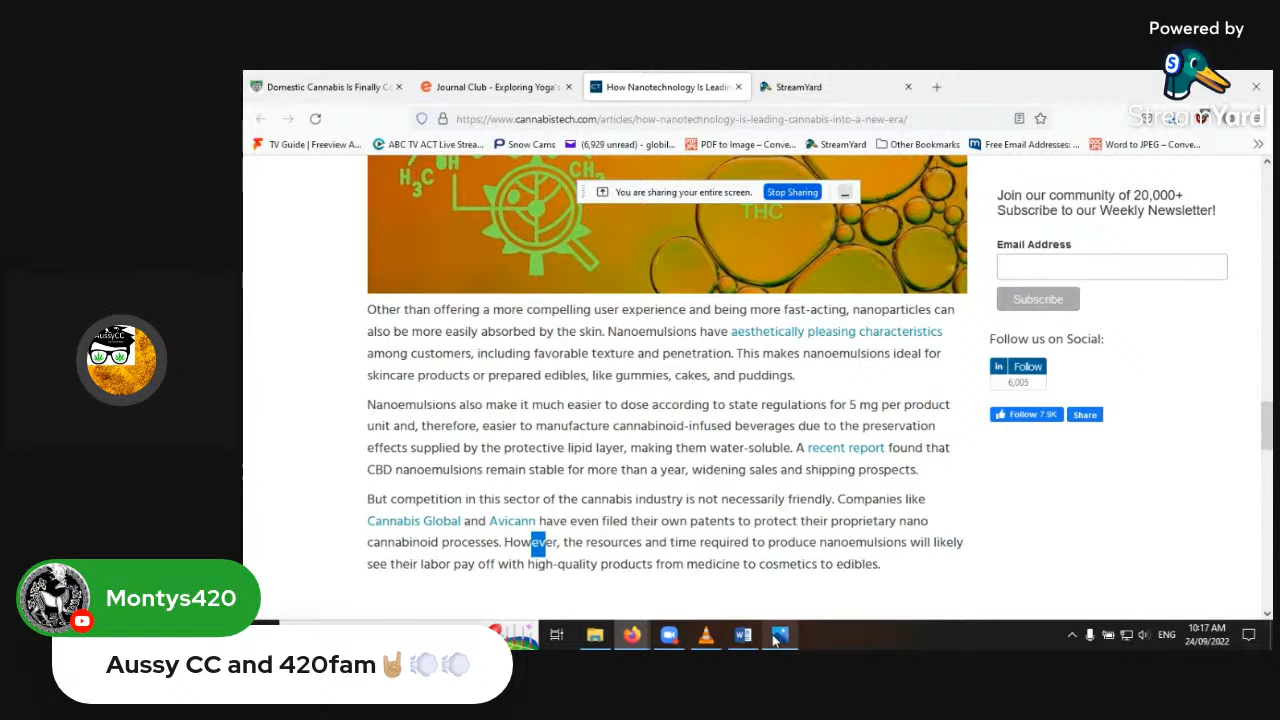 Powered by
StreamYard
Domestic Cannabis Is Finally C
Journal Club - Exploring Yoga's
How Nanotechnology Is Leadin
StreamYard
https://www.cannabistech.com/articles/how-nanotechnology-is-leading-cannabis-into-a-new-era/
TV Guide | Freeview A...
ABC TV ACT Live Strea...
Snow Cams
(6,929 unread) - global...
PDF to Image – Conve...
StreamYard
Other Bookmarks
Free Email Addresses: ...
Word to JPEG – Conve...
H₃C
OH
CH₃
THC
You are sharing your entire screen.
Stop Sharing
Other than offering a more compelling user experience and being more fast-acting, nanoparticles can
also be more easily absorbed by the skin. Nanoemulsions have aesthetically pleasing characteristics
among customers, including favorable texture and penetration. This makes nanoemulsions ideal for
skincare products or prepared edibles, like gummies, cakes, and puddings.
Nanoemulsions also make it much easier to dose according to state regulations for 5 mg per product
unit and, therefore, easier to manufacture cannabinoid-infused beverages due to the preservation
effects supplied by the protective lipid layer, making them water-soluble. A recent report found that
CBD nanoemulsions remain stable for more than a year, widening sales and shipping prospects.
But competition in this sector of the cannabis industry is not necessarily friendly. Companies like
Cannabis Global and Avicann have even filed their own patents to protect their proprietary nano
cannabinoid processes. However, the resources and time required to produce nanoemulsions will likely
see their labor pay off with high-quality products from medicine to cosmetics to edibles.
Join our community of 20,000+
Subscribe to our Weekly Newsletter!
Email Address
Subscribe
Follow us on Social:
in Follow
6,005
Follow 7.9K
Share
AussyCC
Montys420
Aussy CC and 420fam🤘🏼💨💨
ENG
10:17 AM
24/09/2022